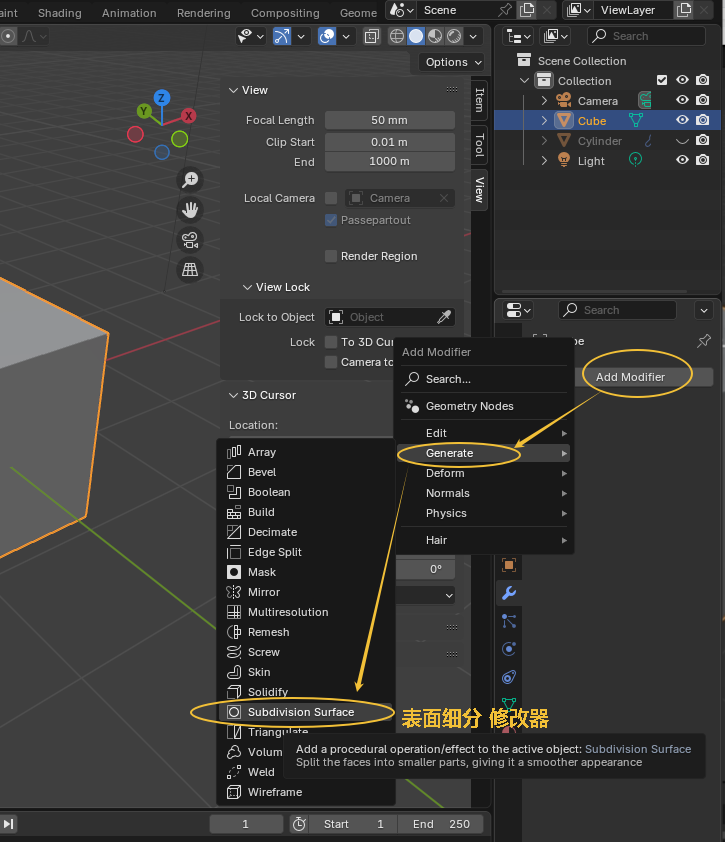 aint Shading Animation Rendering Compositing Geome
Scene
ViewLayer
Options
Search
Scene Collection
Collection
Camera
Cube
Cylinder
Light
X
Y
Z
View
Focal Length 50 mm
Clip Start 0.01 m
End 1000 m
Local Camera Camera
Passepartout
Render Region
View Lock
Lock to Object Object
Lock To 3D Cur
Camera to
3D Cursor
Location:
0°
Item
Tool
View
Search
be
Add Modifier
Add Modifier
Search...
Geometry Nodes
Edit
Generate
Deform
Normals
Physics
Hair
Array
Bevel
Boolean
Build
Decimate
Edge Split
Mask
Mirror
Multiresolution
Remesh
Screw
Skin
Solidify
Subdivision Surface
Triangulate
Volum
Weld
Wireframe
表面细分 修改器
Add a procedural operation/effect to the active object: Subdivision Surface
Split the faces into smaller parts, giving it a smoother appearance
1 Start 1 End 250